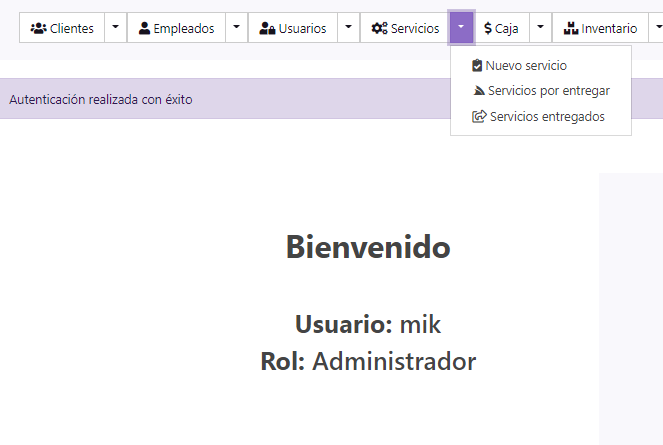 Clientes Empleados Usuarios Servicios Caja Inventario
Nuevo servicio
Servicios por entregar
Servicios entregados
Autenticación realizada con éxito
Bienvenido
Usuario: mik
Rol: Administrador